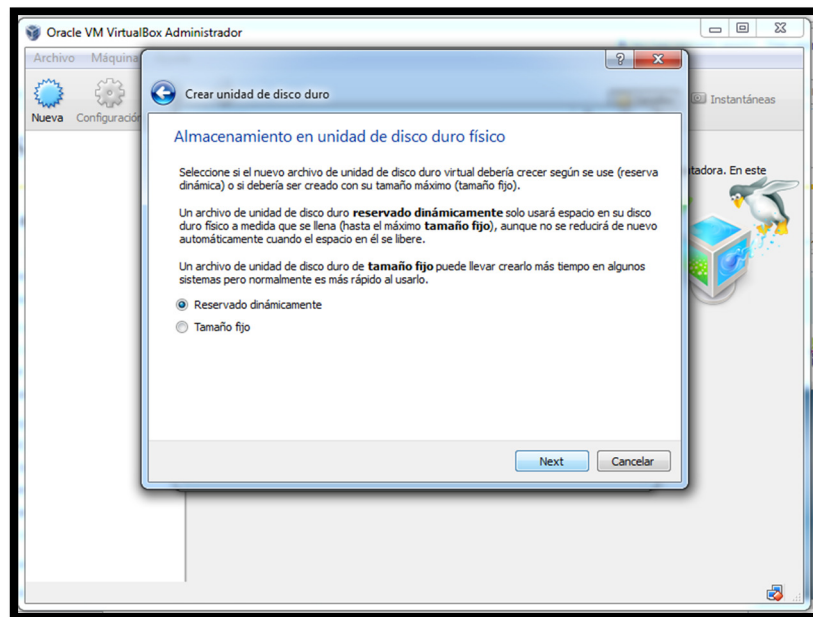 Oracle VM VirtualBox Administrador
Archivo Máquina
Nueva Configuración
Instantáneas
tadora. En este
Crear unidad de disco duro
Almacenamiento en unidad de disco duro físico
Seleccione si el nuevo archivo de unidad de disco duro virtual debería crecer según se use (reserva
dinámica) o si debería ser creado con su tamaño máximo (tamaño fijo).
Un archivo de unidad de disco duro reservado dinámicamente solo usará espacio en su disco
duro físico a medida que se llena (hasta el máximo tamaño fijo), aunque no se reducirá de nuevo
automáticamente cuando el espacio en él se libere.
Un archivo de unidad de disco duro de tamaño fijo puede llevar crearlo más tiempo en algunos
sistemas pero normalmente es más rápido al usarlo.
Reservado dinámicamente
Tamaño fijo
Next Cancelar